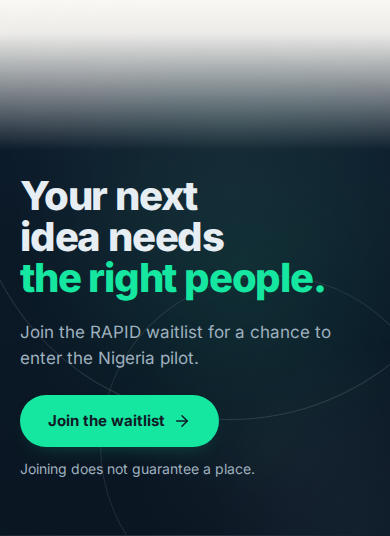 Your next
idea needs
the right people.
Join the RAPID waitlist for a chance to
enter the Nigeria pilot.
Join the waitlist →
Joining does not guarantee a place.